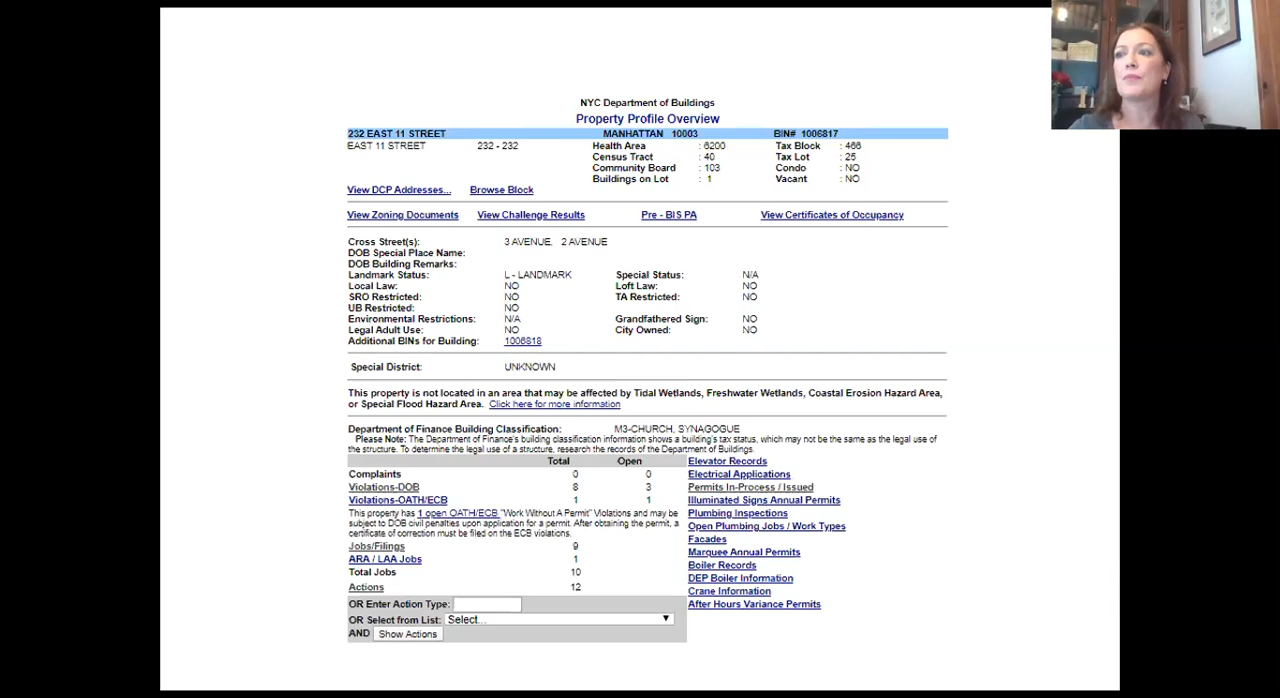 NYC Department of Buildings
Property Profile Overview
232 EAST 11 STREET MANHATTAN 10003 BIN# 1006817
EAST 11 STREET 232 - 232 Health Area : 6200 Tax Block : 466
Census Tract : 40 Tax Lot : 25
Community Board : 103 Condo : NO
Buildings on Lot : 1 Vacant : NO
View DCP Addresses... Browse Block
View Zoning Documents View Challenge Results Pre - BIS PA View Certificates of Occupancy
Cross Street(s): 3 AVENUE, 2 AVENUE
DOB Special Place Name:
DOB Building Remarks:
Landmark Status: L - LANDMARK Special Status: N/A
Local Law: NO Loft Law: NO
SRO Restricted: NO TA Restricted: NO
UB Restricted: NO
Environmental Restrictions: N/A Grandfathered Sign: NO
Legal Adult Use: NO City Owned: NO
Additional BINs for Building: 1006818
Special District: UNKNOWN
This property is not located in an area that may be affected by Tidal Wetlands, Freshwater Wetlands, Coastal Erosion Hazard Area,
or Special Flood Hazard Area. Click here for more information
Department of Finance Building Classification: M3-CHURCH, SYNAGOGUE
Please Note: The Department of Finance's building classification information shows a building's tax status, which may not be the same as the legal use of
the structure. To determine the legal use of a structure, research the records of the Department of Buildings.
Total Open Elevator Records
Complaints 0 0 Electrical Applications
Violations-DOB 8 3 Permits In-Process / Issued
Violations-OATH/ECB 1 1 Illuminated Signs Annual Permits
This property has 1 open OATH/ECB "Work Without A Permit" Violations and may be Plumbing Inspections
subject to DOB civil penalties upon application for a permit. After obtaining the permit, a Open Plumbing Jobs / Work Types
certificate of correction must be filed on the ECB violations. Facades
Jobs/Filings 9 Marquee Annual Permits
ARA / LAA Jobs 1 Boiler Records
Total Jobs 10 DEP Boiler Information
Actions 12 Crane Information
OR Enter Action Type: After Hours Variance Permits
OR Select from List: Select...
AND Show Actions